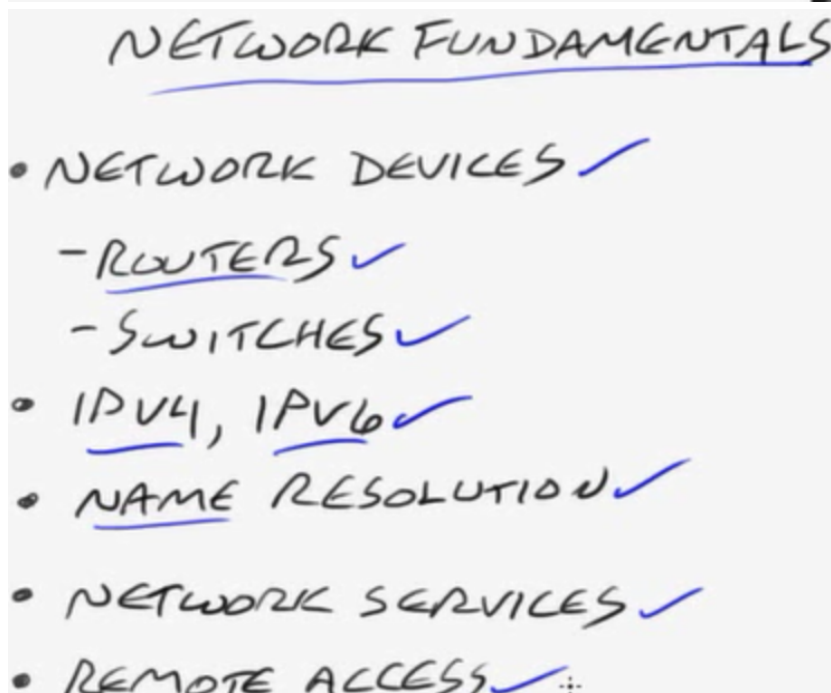 NETWORK FUNDAMENTALS
• NETWORK DEVICES ✓
- ROUTERS ✓
- SWITCHES ✓
• IPV4, IPV6 ✓
• NAME RESOLUTION ✓
• NETWORK SERVICES ✓
• REMOTE ACCESS ✓